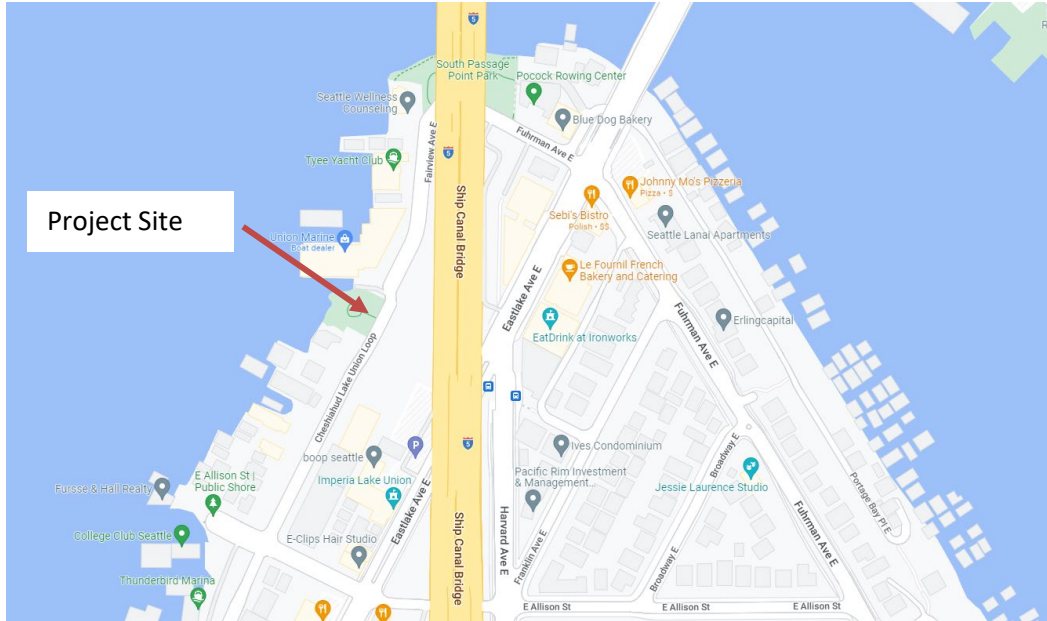 5
South Passage
Point Park
Pocock Rowing Center
Seattle Wellness
Counseling
Blue Dog Bakery
Fuhrman Ave E
Fairview Ave E
5
Tyee Yacht Club
Johnny Mo's Pizzeria
Pizza • $
Project Site
Ship Canal Bridge
Sebi's Bistro
Polish • $$
Seattle Lanai Apartments
Union Marine
Boat dealer
Le Fournil French
Bakery and Catering
Eastlake Ave E
Fuhrman Ave E
Erlingcapital
EatDrink at Ironworks
Cheshiahud Lake Union Loop
5
P
boop seattle
Ives Condominium
Broadway E
Pacific Rim Investment
& Management...
E Allison St |
Public Shore
Imperia Lake Union
Fursse & Hall Realty
Jessie Laurence Studio
Portage Bay Pl E
Eastlake Ave E
Ship Canal Bridge
Harvard Ave E
Fuhrman Ave E
College Club Seattle
E-Clips Hair Studio
Franklin Ave E
Broadway E
Thunderbird Marina
E Allison St
E Allison St
E Allison St